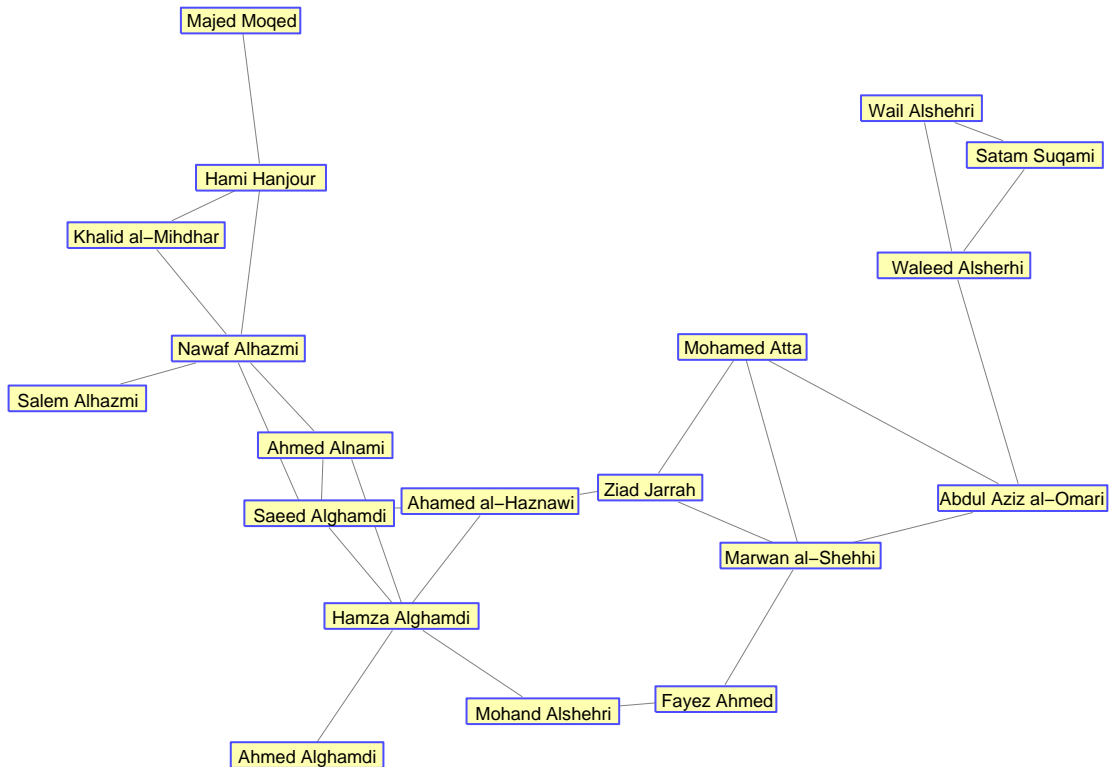 Majed Moqed
Wail Alshehri
Satam Suqami
Hami Hanjour
Khalid al−Mihdhar
Waleed Alsherhi
Nawaf Alhazmi
Mohamed Atta
Salem Alhazmi
Ahmed Alnami
Ziad Jarrah
Abdul Aziz al−Omari
Ahamed al−Haznawi
Saeed Alghamdi
Marwan al−Shehhi
Hamza Alghamdi
Fayez Ahmed
Mohand Alshehri
Ahmed Alghamdi